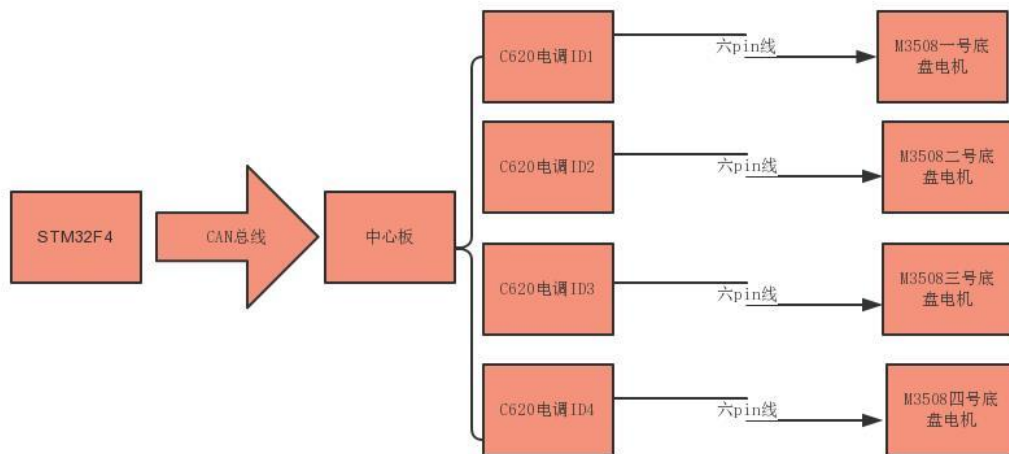 C620电调ID1
六pin线
M3508一号底
盘电机
C620电调ID2
六pin线
M3508二号底
盘电机
STM32F4
CAN总线
中心板
C620电调ID3
六pin线
M3508三号底
盘电机
C620电调ID4
六pin线
M3508四号底
盘电机